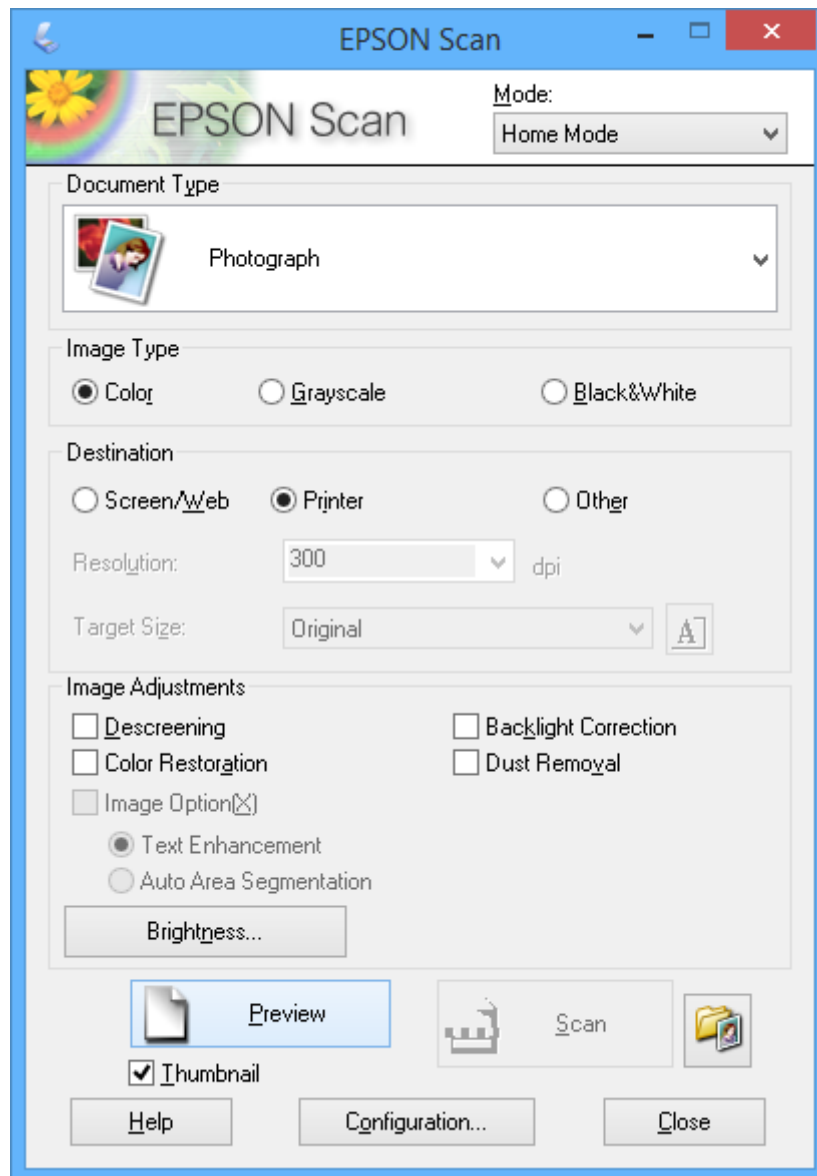 EPSON Scan
EPSON Scan
Mode:
Home Mode
Document Type
Photograph
Image Type
Color Grayscale Black&White
Destination
Screen/Web Printer Other
Resolution: 300 dpi
Target Size: Original A
Image Adjustments
Descreening Backlight Correction
Color Restoration Dust Removal
Image Option(X)
Text Enhancement
Auto Area Segmentation
Brightness...
Preview Scan
Thumbnail
Help Configuration... Close